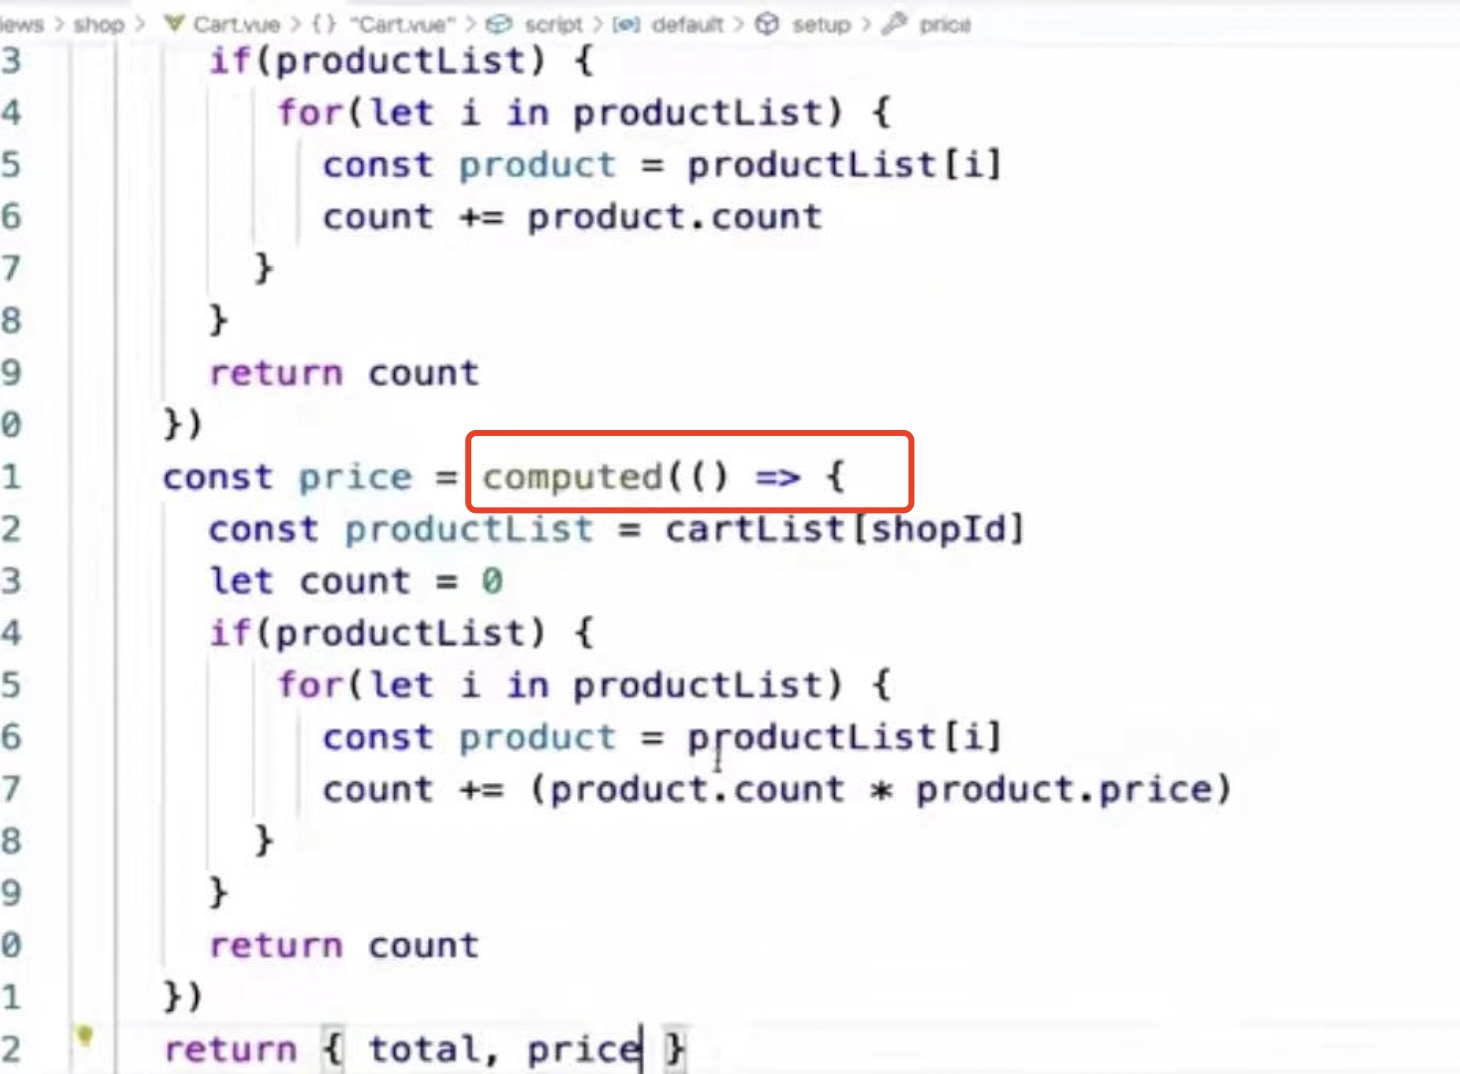 iews > shop > Cart.vue > {} "Cart.vue" > script > default > setup > price
3 if(productList) {
4 for(let i in productList) {
5 const product = productList[i]
6 count += product.count
7 }
8 }
9 return count
0 })
1 const price = computed(() => {
2 const productList = cartList[shopId]
3 let count = 0
4 if(productList) {
5 for(let i in productList) {
6 const product = productList[i]
7 count += (product.count * product.price)
8 }
9 }
0 return count
1 })
2 return { total, price }